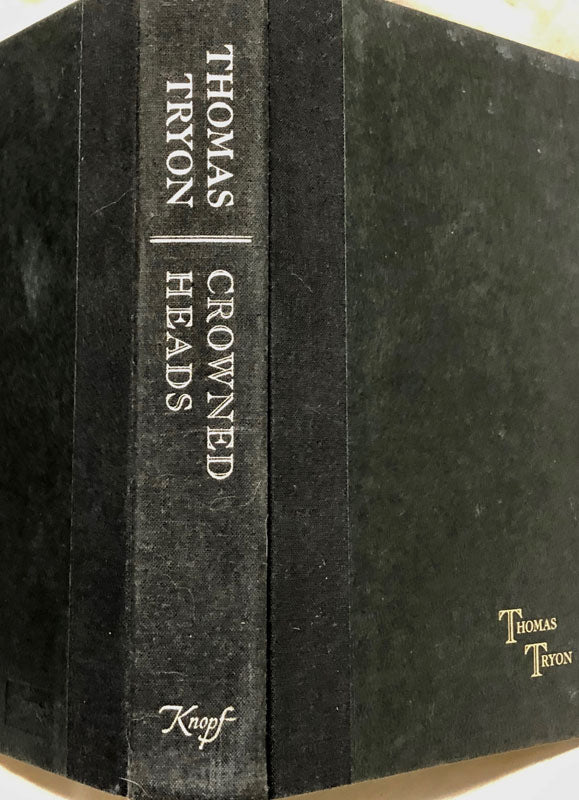 THOMAS
TRYON
CROWNED
HEADS
Knopf
THOMAS
TRYON